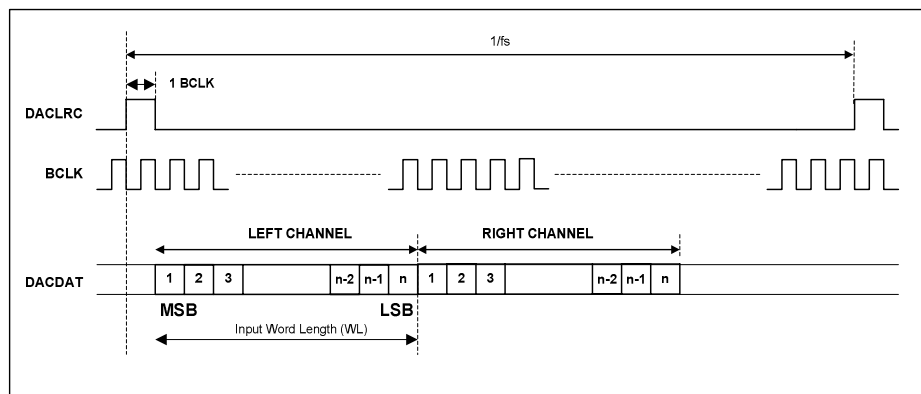 1/fs
1 BCLK
DACLRC
BCLK
LEFT CHANNEL RIGHT CHANNEL
DACDAT 1 2 3 n-2 n-1 n 1 2 3 n-2 n-1 n
MSB LSB
Input Word Length (WL)